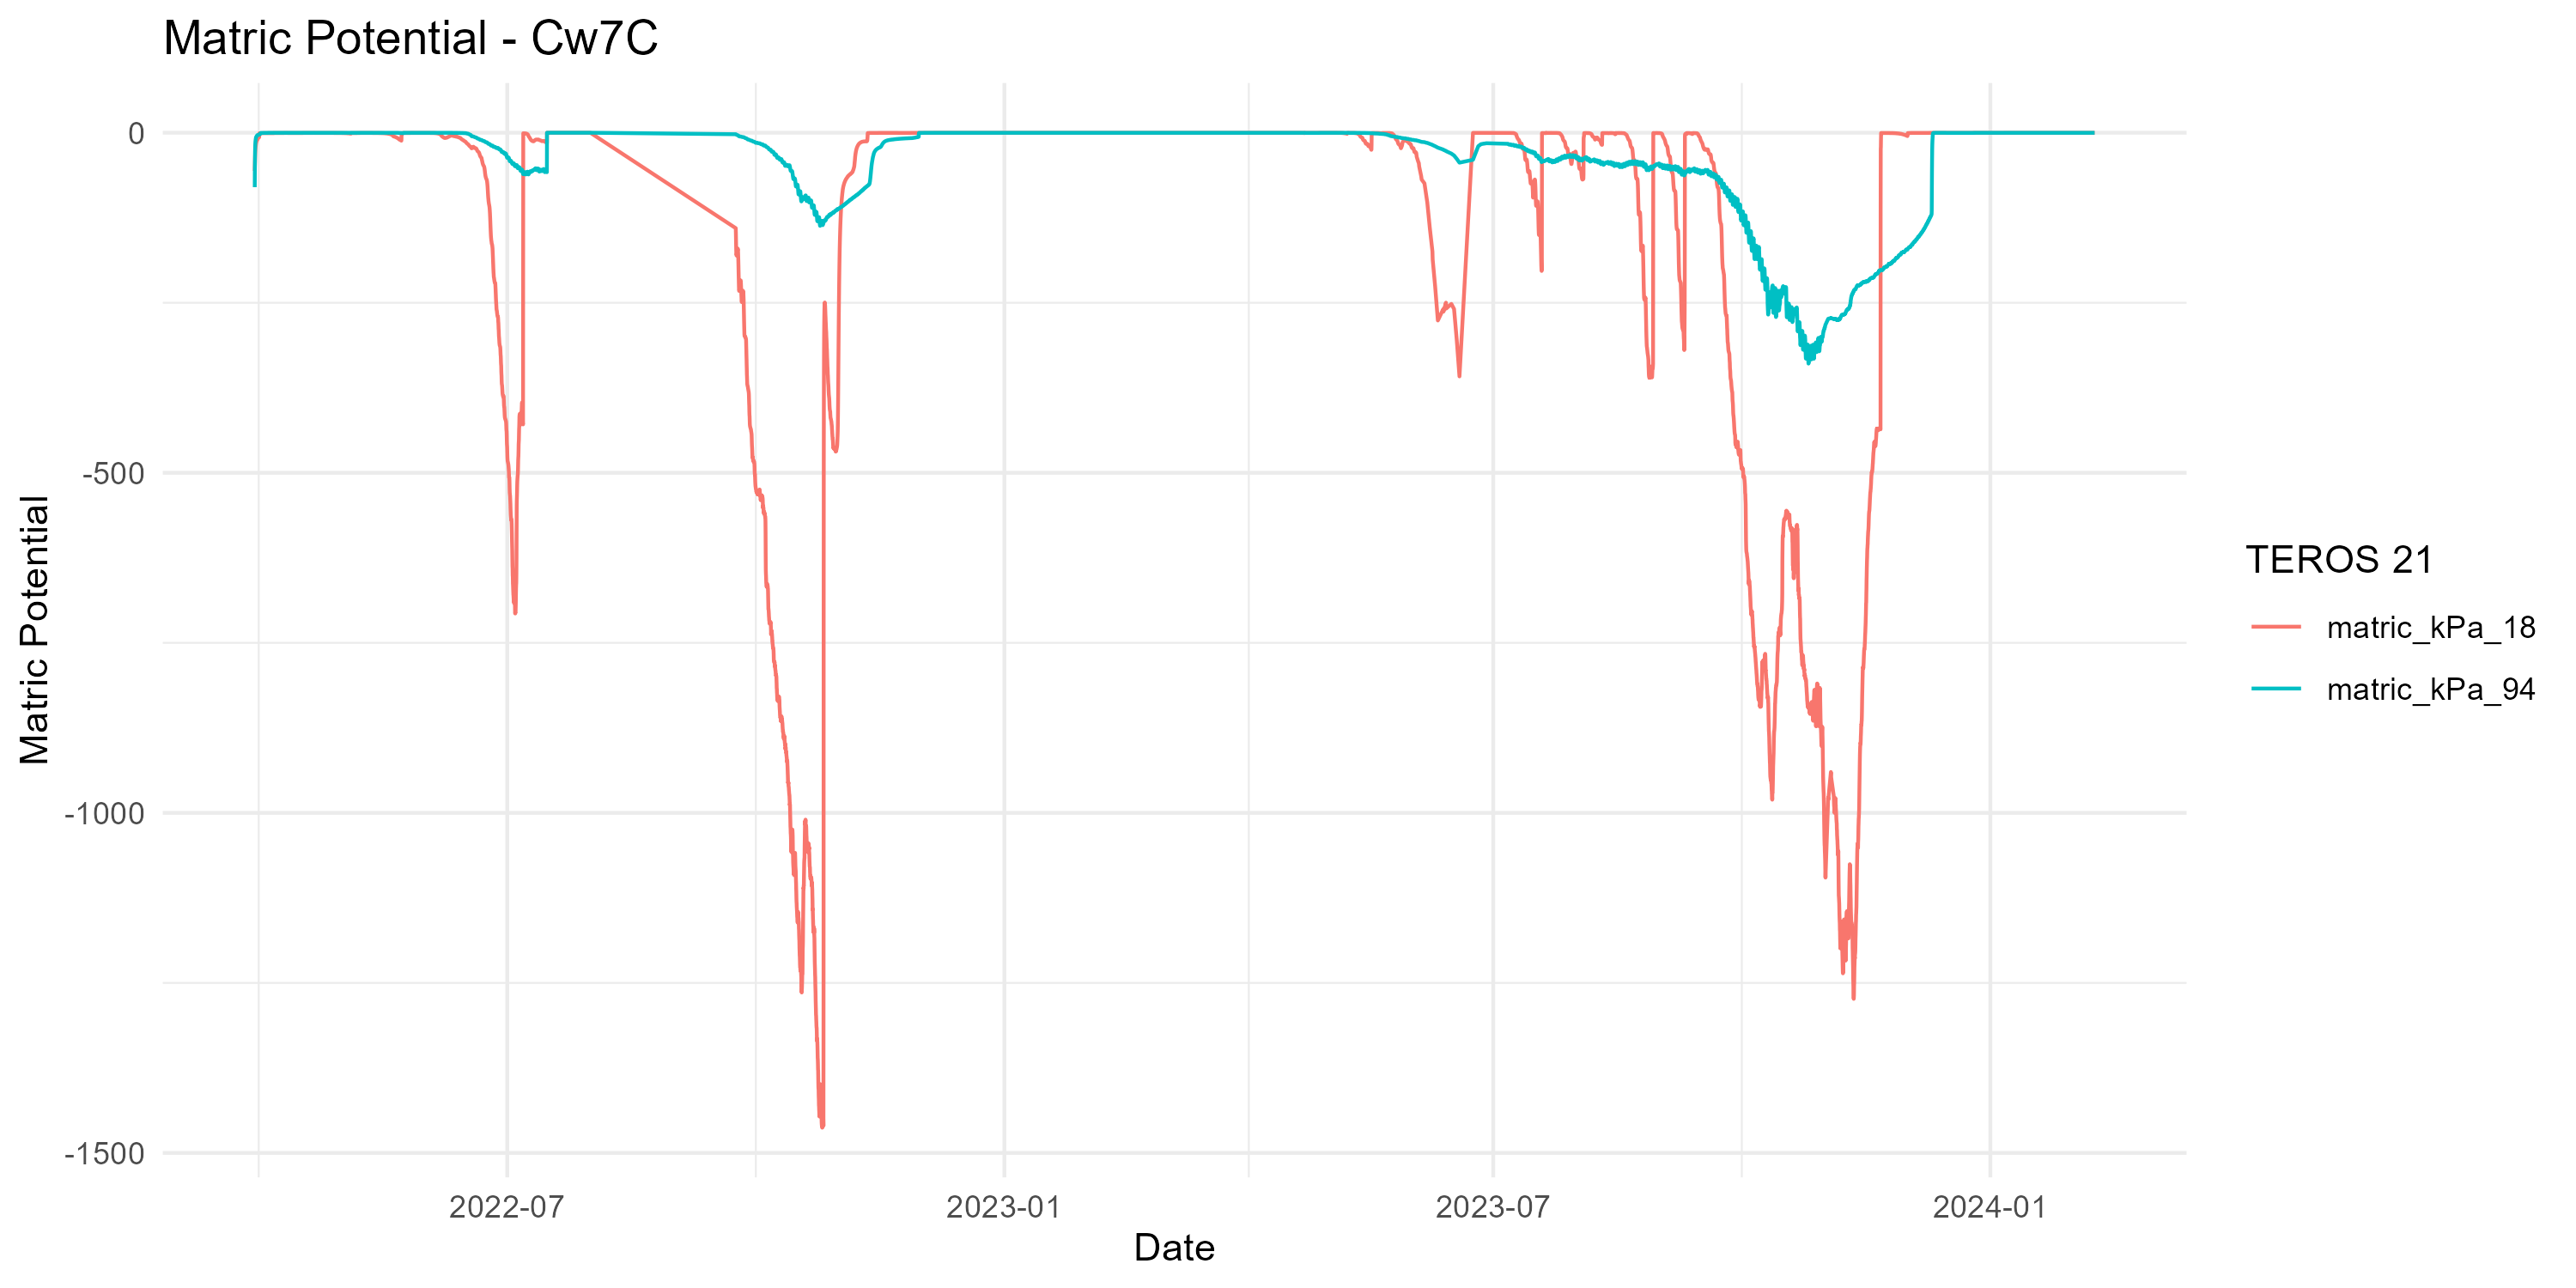 Matric Potential - Cw7C
0
-500
-1000
-1500
Matric Potential
2022-07
2023-01
2023-07
2024-01
Date
TEROS 21
matric_kPa_18
matric_kPa_94